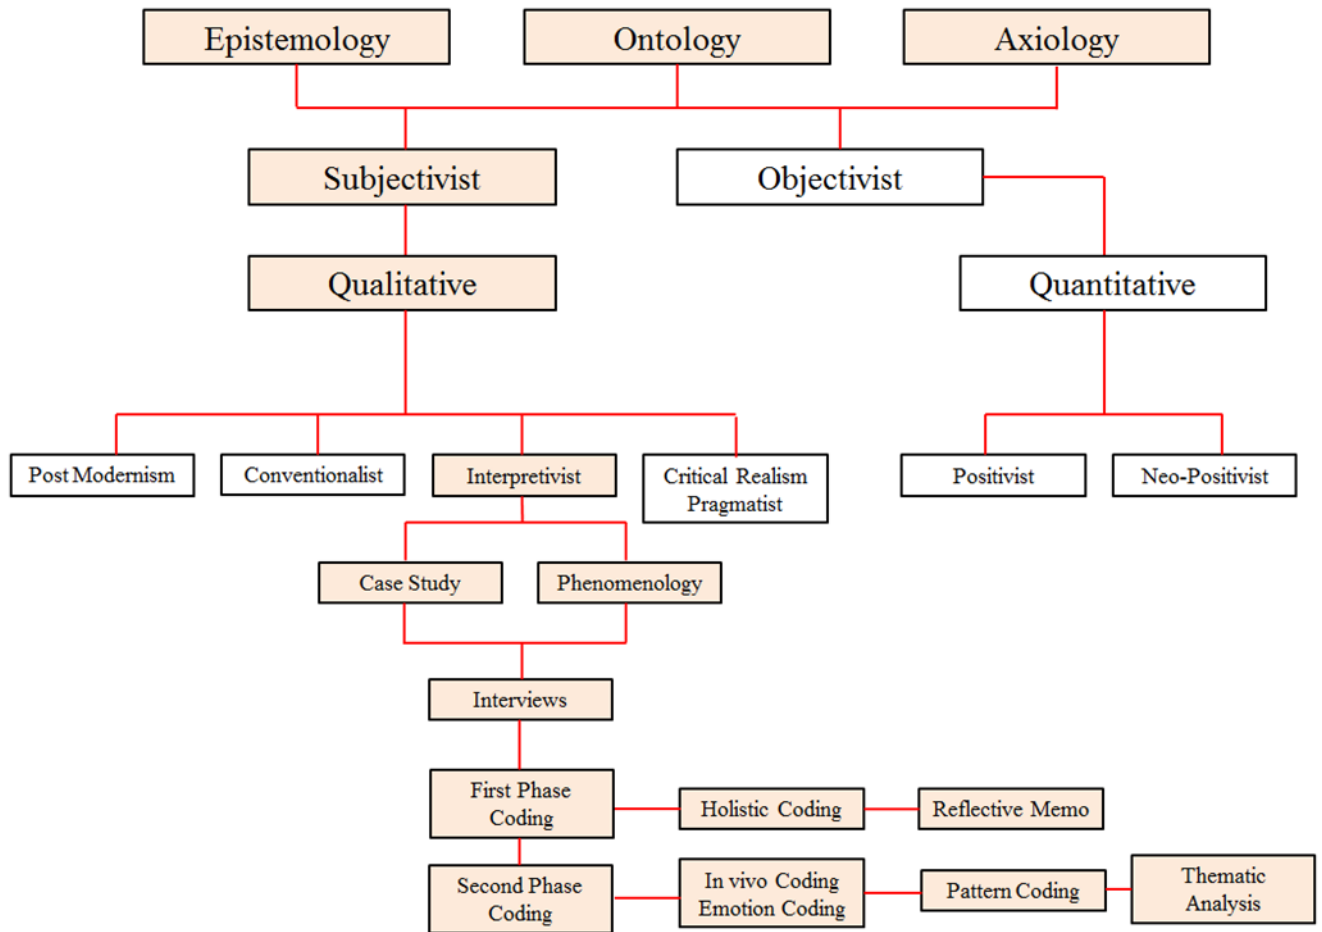 Epistemology
Ontology
Axiology
Subjectivist
Objectivist
Qualitative
Quantitative
Post Modernism
Conventionalist
Interpretivist
Critical Realism
Pragmatist
Positivist
Neo-Positivist
Case Study
Phenomenology
Interviews
First Phase
Coding
Holistic Coding
Reflective Memo
Second Phase
Coding
In vivo Coding
Emotion Coding
Pattern Coding
Thematic
Analysis